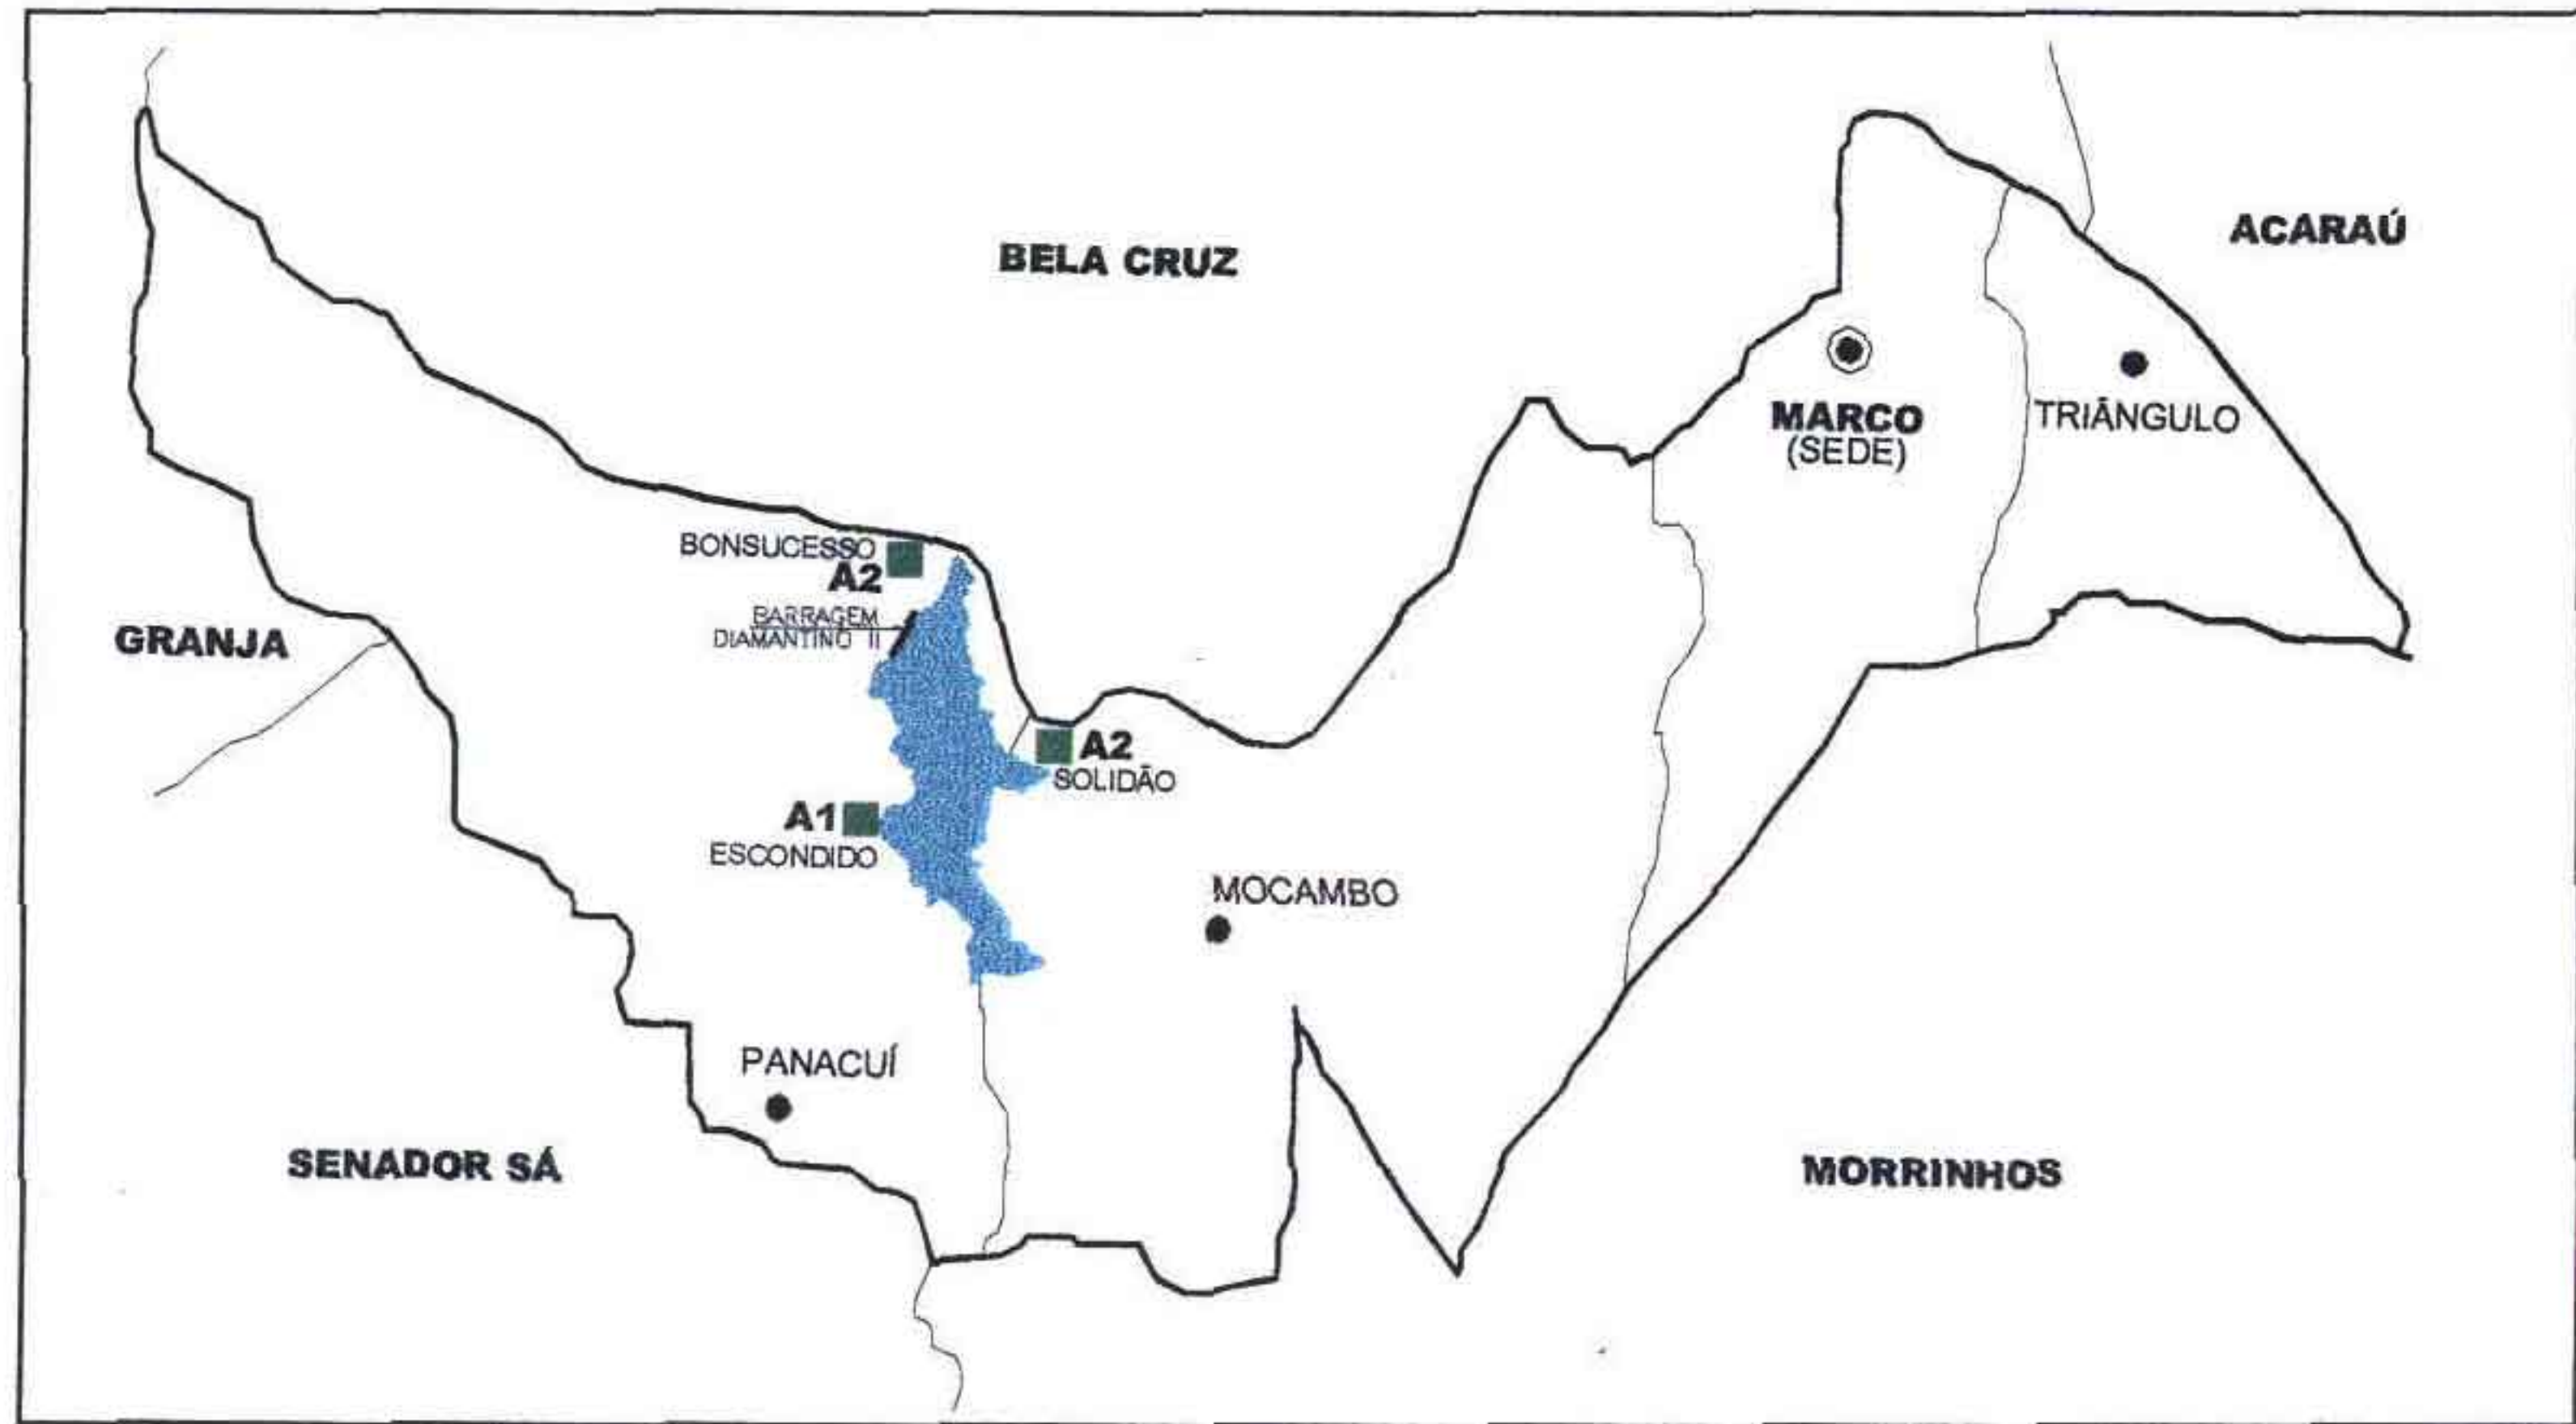 ACARAÚ
BELA CRUZ
MARCO
(SEDE)
TRIÂNGULO
BONSUCESSO
A2
BARRAGEM
DIAMANTINO II
GRANJA
A2
SOLIDÃO
A1
ESCONDIDO
MOCAMBO
PANACUÍ
SENADOR SÁ
MORRINHOS